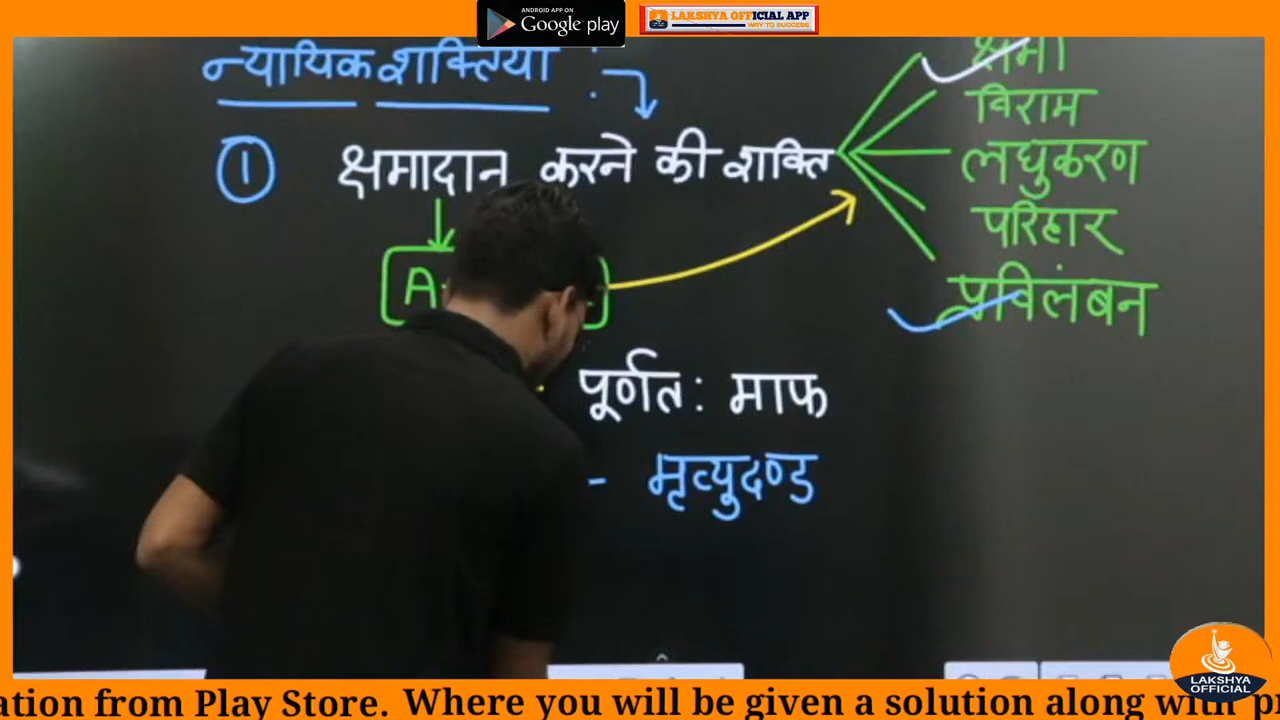 ANDROID APP ON
Google play
LAKSHYA OFFICIAL APP
WAY TO SUCCESS
न्यायिक शक्तियाँ :
क्षमा
विराम
① क्षमादान करने की शक्ति
लघुकरण
परिहार
A
प्रविलंबन
पूर्णत: माफ
- मृत्युदण्ड
LAKSHYA
OFFICIAL
ation from Play Store. Where you will be given a solution along with pr